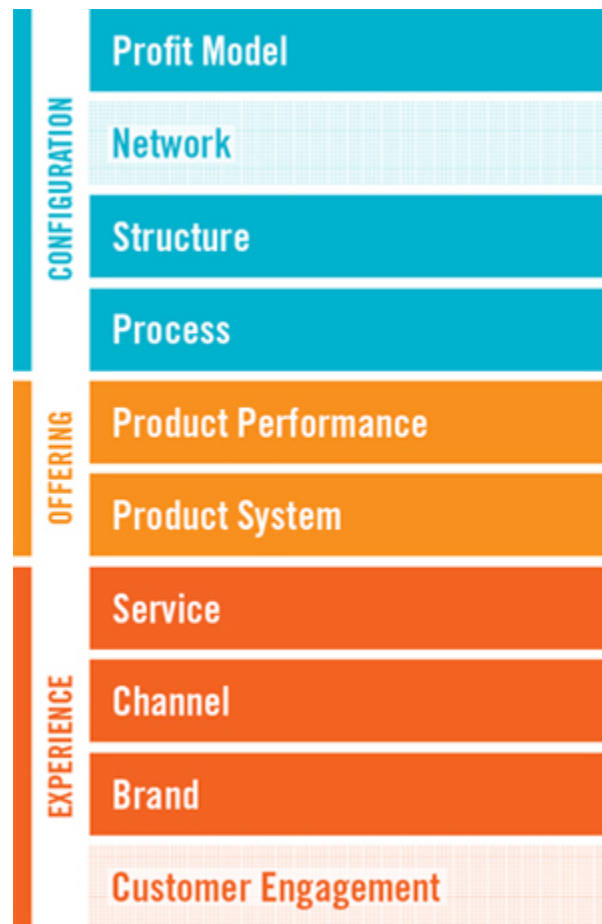 CONFIGURATION
Profit Model
Network
Structure
Process
OFFERING
Product Performance
Product System
EXPERIENCE
Service
Channel
Brand
Customer Engagement